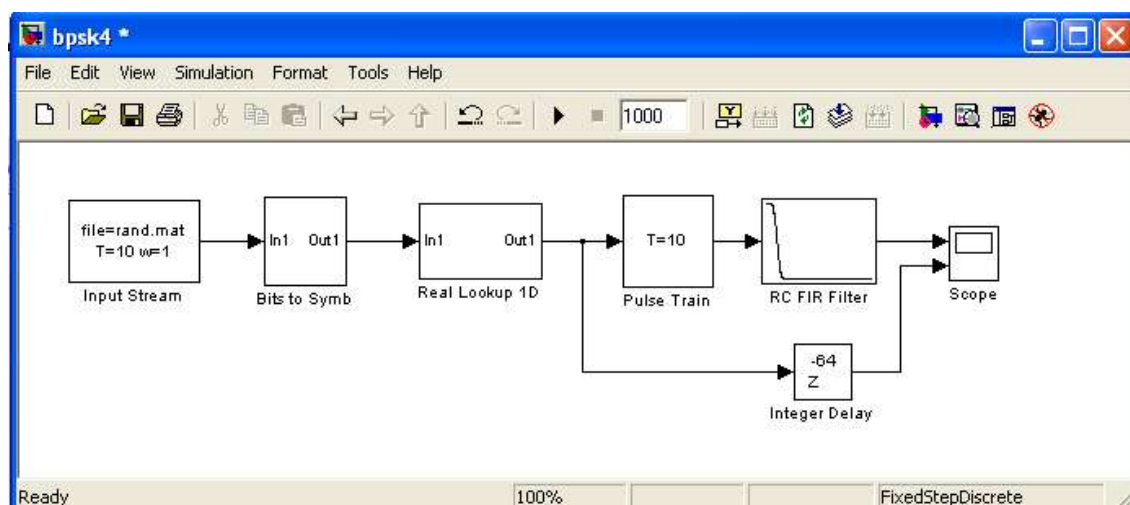 bpsk4 *
File Edit View Simulation Format Tools Help
1000
file=rand.mat
T=10 w=1
Input Stream
In1 Out1
Bits to Symb
In1 Out1
Real Lookup 1D
T=10
Pulse Train
RC FIR Filter
Scope
-64
Z
Integer Delay
Ready 100% FixedStepDiscrete